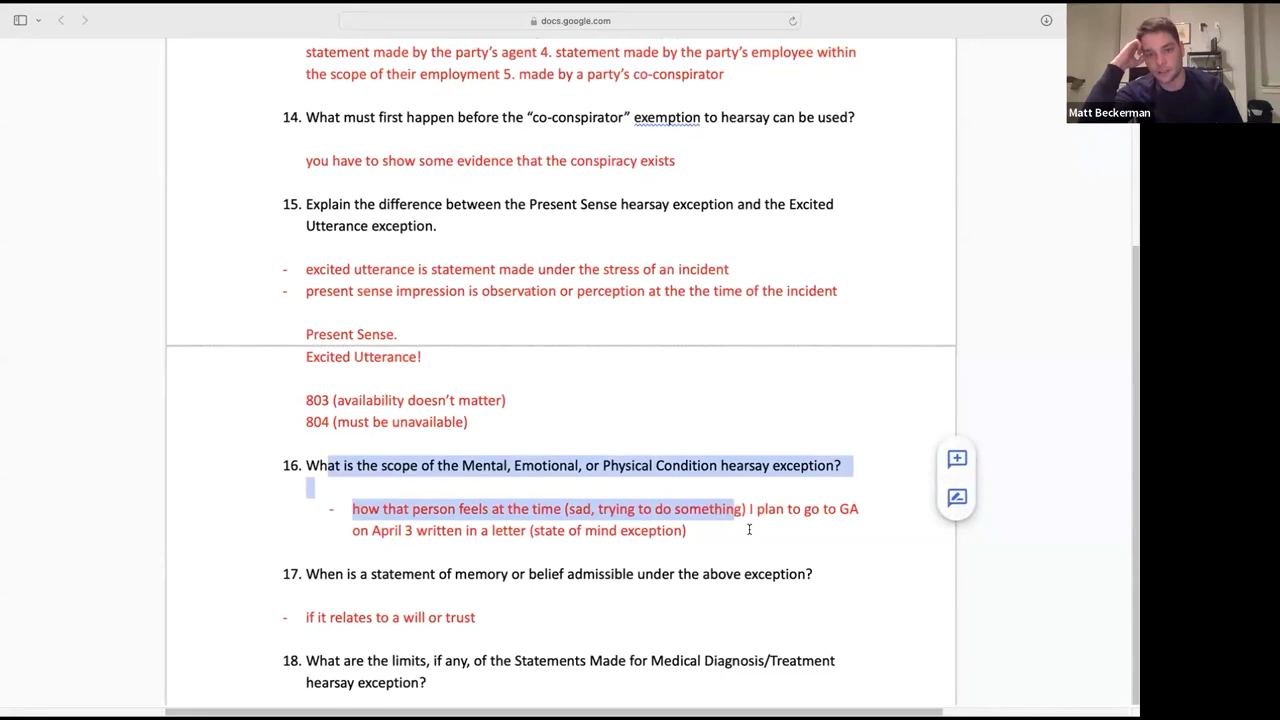 docs.google.com
Matt Beckerman
statement made by the party's agent 4. statement made by the party's employee within
the scope of their employment 5. made by a party's co-conspirator
14. What must first happen before the “co-conspirator” exemption to hearsay can be used?
you have to show some evidence that the conspiracy exists
15. Explain the difference between the Present Sense hearsay exception and the Excited
Utterance exception.
- excited utterance is statement made under the stress of an incident
- present sense impression is observation or perception at the the time of the incident
Present Sense.
Excited Utterance!
803 (availability doesn't matter)
804 (must be unavailable)
16. What is the scope of the Mental, Emotional, or Physical Condition hearsay exception?
- how that person feels at the time (sad, trying to do something) I plan to go to GA
on April 3 written in a letter (state of mind exception)
17. When is a statement of memory or belief admissible under the above exception?
- if it relates to a will or trust
18. What are the limits, if any, of the Statements Made for Medical Diagnosis/Treatment
hearsay exception?